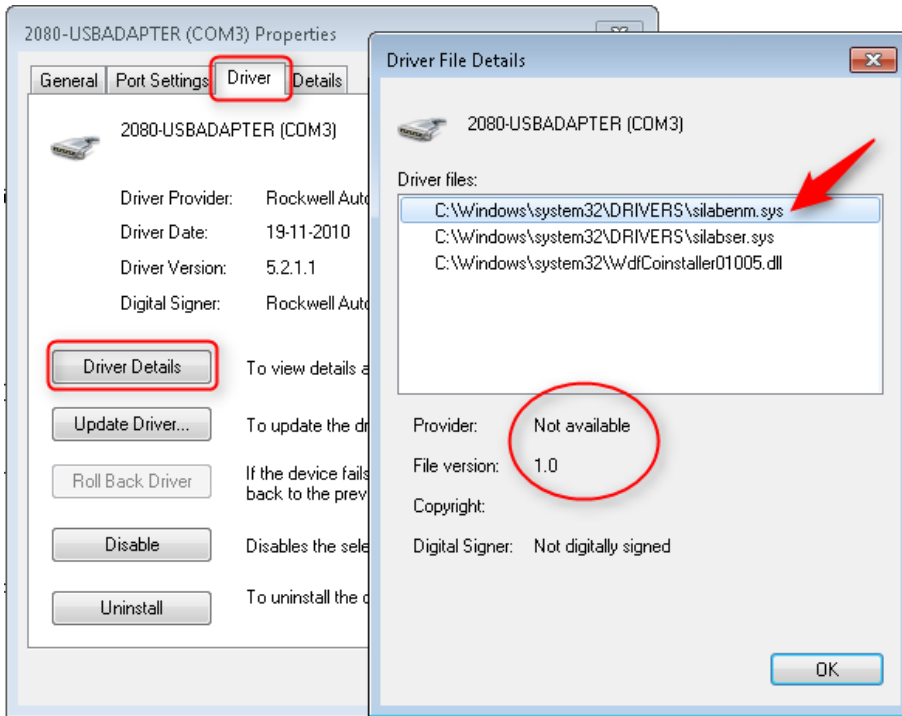 2080-USBADAPTER (COM3) Properties
General
Port Settings
Driver
Details
2080-USBADAPTER (COM3)
Driver Provider: Rockwell Auto
Driver Date: 19-11-2010
Driver Version: 5.2.1.1
Digital Signer: Rockwell Auto
Driver Details
To view details a
Update Driver...
To update the dr
Roll Back Driver
If the device fails
back to the prev
Disable
Disables the sele
Uninstall
To uninstall the d
Driver File Details
2080-USBADAPTER (COM3)
Driver files:
C:\Windows\system32\DRIVERS\silabenm.sys
C:\Windows\system32\DRIVERS\silabser.sys
C:\Windows\system32\WdfCoinstaller01005.dll
Provider: Not available
File version: 1.0
Copyright:
Digital Signer: Not digitally signed
OK